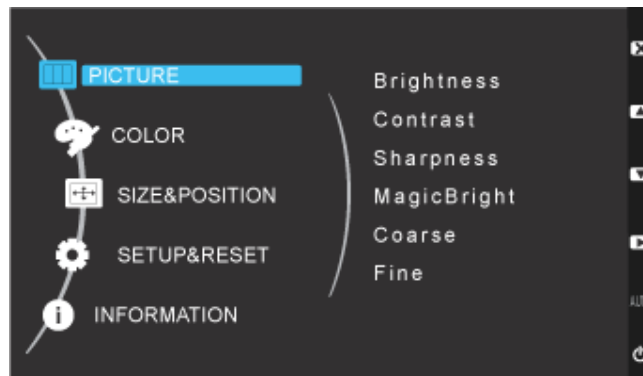 PICTURE
COLOR
SIZE&POSITION
SETUP&RESET
INFORMATION
Brightness
Contrast
Sharpness
MagicBright
Coarse
Fine